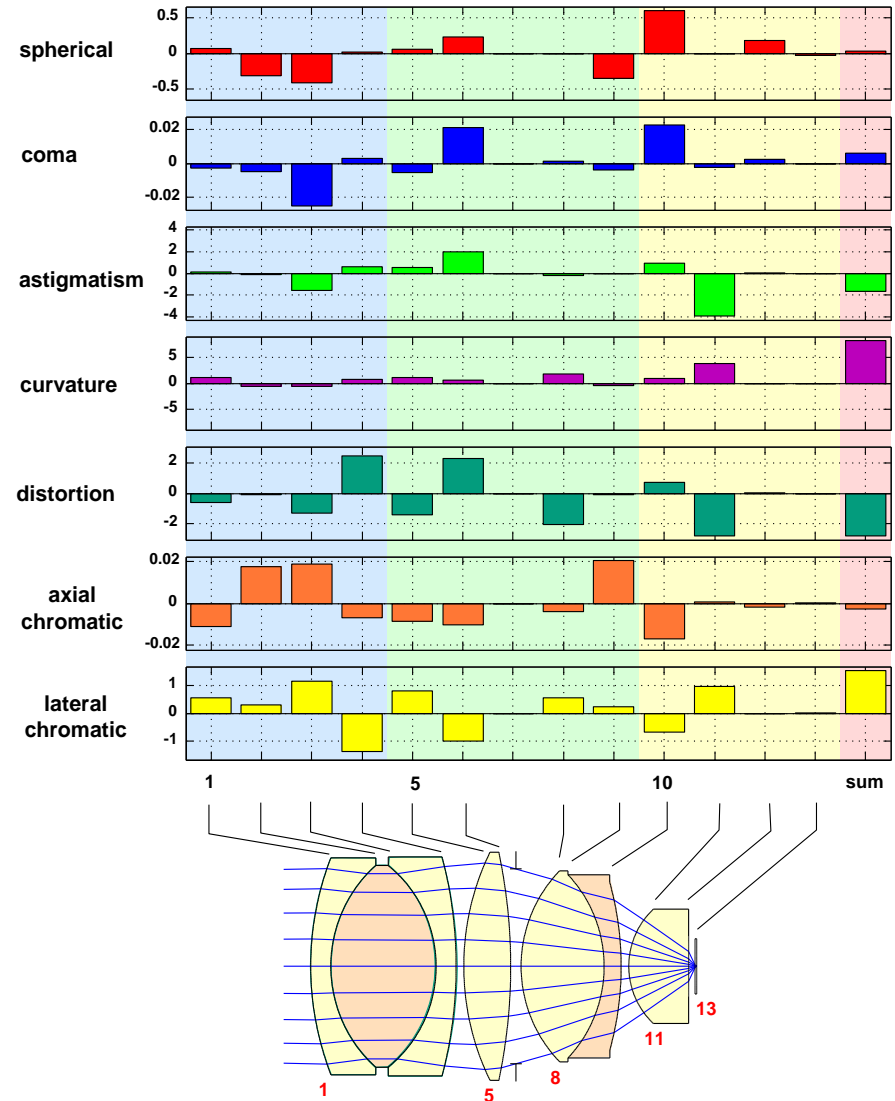 spherical
0.5
0
-0.5
coma
0.02
0
-0.02
astigmatism
4
2
0
-2
-4
curvature
5
0
-5
distortion
2
0
-2
axial
chromatic
0.02
0
-0.02
lateral
chromatic
1
0
-1
1 5 10 sum
1 5 8 11 13